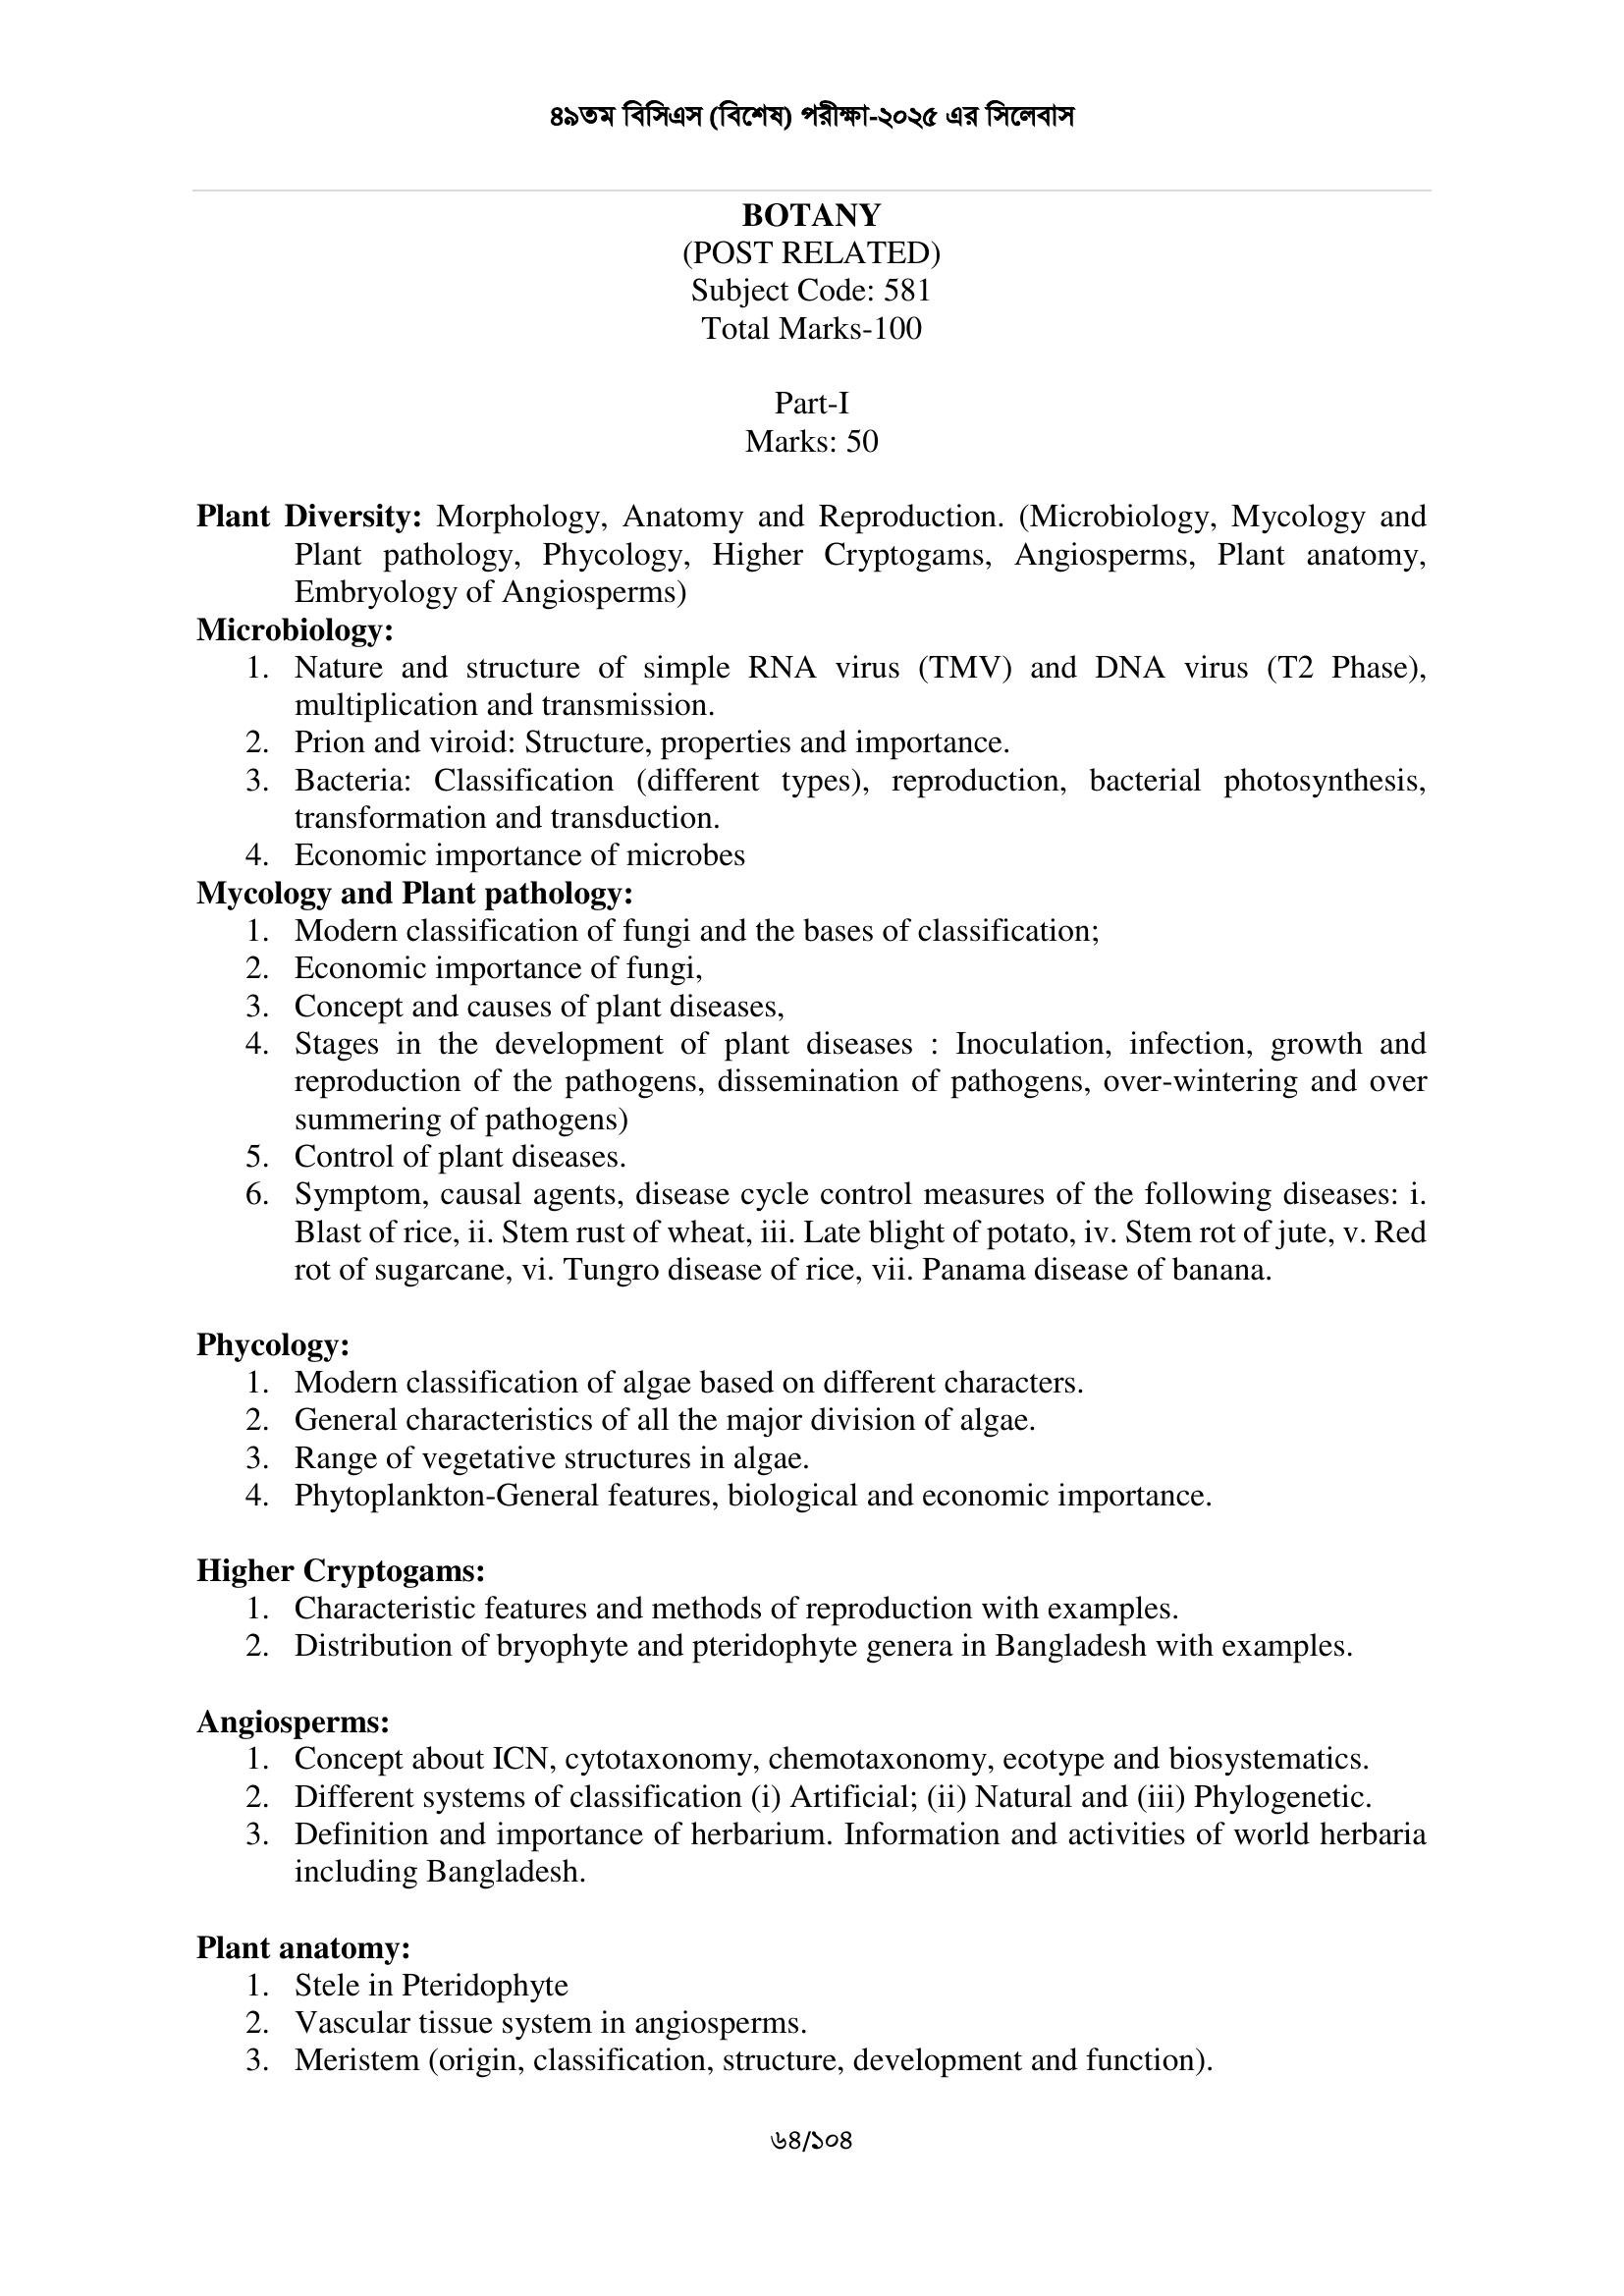 ৪৯তম বিসিএস (বিশেষ) পরীক্ষা-২০২৫ এর সিলেবাস
BOTANY
(POST RELATED)
Subject Code: 581
Total Marks-100
Part-I
Marks: 50
Plant Diversity: Morphology, Anatomy and Reproduction. (Microbiology, Mycology and
Plant pathology, Phycology, Higher Cryptogams, Angiosperms, Plant anatomy,
Embryology of Angiosperms)
Microbiology:
1. Nature and structure of simple RNA virus (TMV) and DNA virus (T2 Phase),
multiplication and transmission.
2. Prion and viroid: Structure, properties and importance.
3. Bacteria: Classification (different types), reproduction, bacterial photosynthesis,
transformation and transduction.
4. Economic importance of microbes
Mycology and Plant pathology:
1. Modern classification of fungi and the bases of classification;
2. Economic importance of fungi,
3. Concept and causes of plant diseases,
4. Stages in the development of plant diseases : Inoculation, infection, growth and
reproduction of the pathogens, dissemination of pathogens, over-wintering and over
summering of pathogens)
5. Control of plant diseases.
6. Symptom, causal agents, disease cycle control measures of the following diseases: i.
Blast of rice, ii. Stem rust of wheat, iii. Late blight of potato, iv. Stem rot of jute, v. Red
rot of sugarcane, vi. Tungro disease of rice, vii. Panama disease of banana.
Phycology:
1. Modern classification of algae based on different characters.
2. General characteristics of all the major division of algae.
3. Range of vegetative structures in algae.
4. Phytoplankton-General features, biological and economic importance.
Higher Cryptogams:
1. Characteristic features and methods of reproduction with examples.
2. Distribution of bryophyte and pteridophyte genera in Bangladesh with examples.
Angiosperms:
1. Concept about ICN, cytotaxonomy, chemotaxonomy, ecotype and biosystematics.
2. Different systems of classification (i) Artificial; (ii) Natural and (iii) Phylogenetic.
3. Definition and importance of herbarium. Information and activities of world herbaria
including Bangladesh.
Plant anatomy:
1. Stele in Pteridophyte
2. Vascular tissue system in angiosperms.
3. Meristem (origin, classification, structure, development and function).
৬৪/১০৪